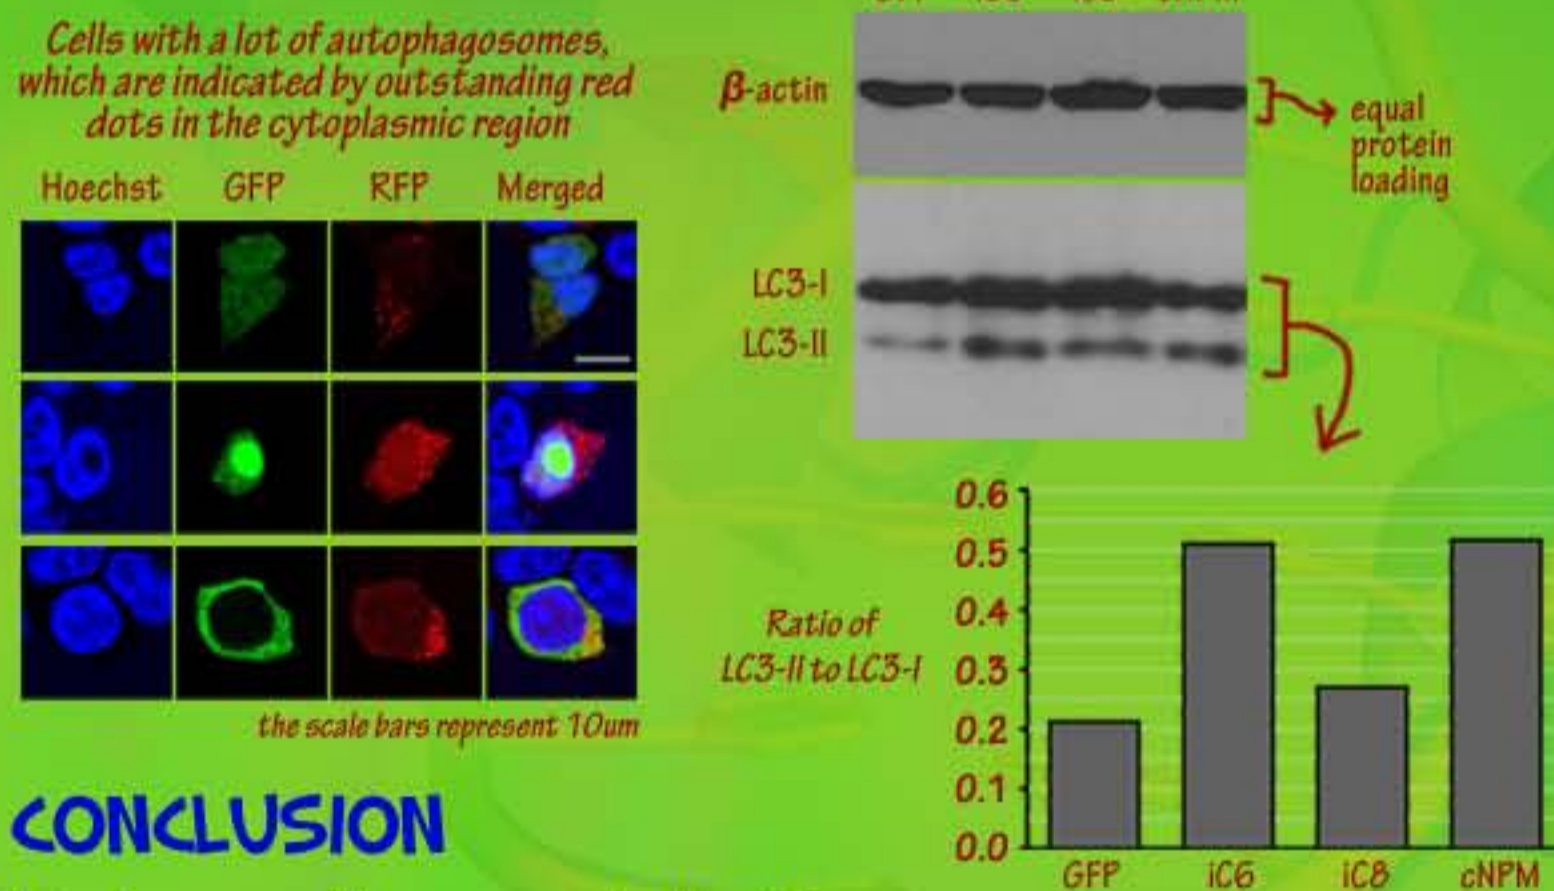 Cells with a lot of autophagosomes,
which are indicated by outstanding red
dots in the cytoplasmic region
Hoechst GFP RFP Merged
the scale bars represent 10um
CONCLUSION
β-actin
equal
protein
loading
LC3-I
LC3-II
Ratio of
LC3-II to LC3-I
0.6
0.5
0.4
0.3
0.2
0.1
0.0
GFP iC6 iC8 cNPM